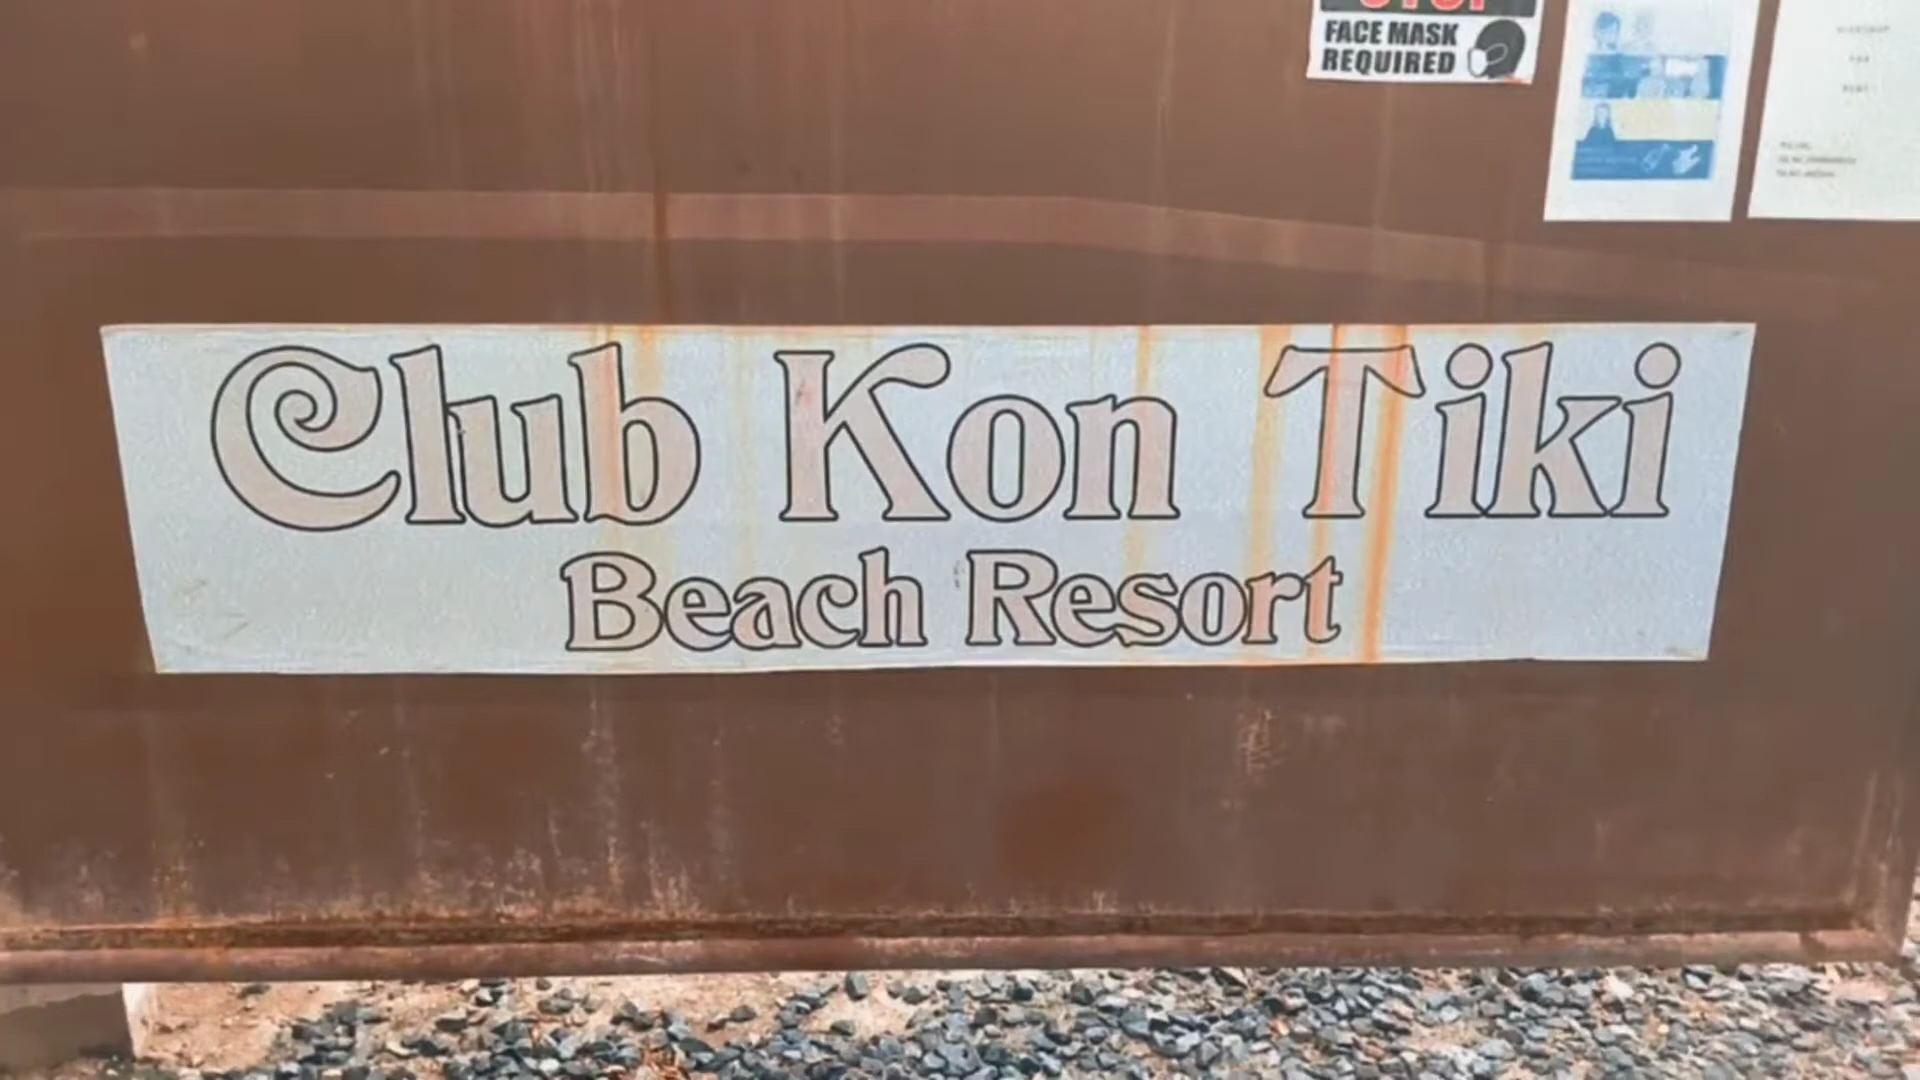 FACE MASK
REQUIRED
Club Kon Tiki
Beach Resort